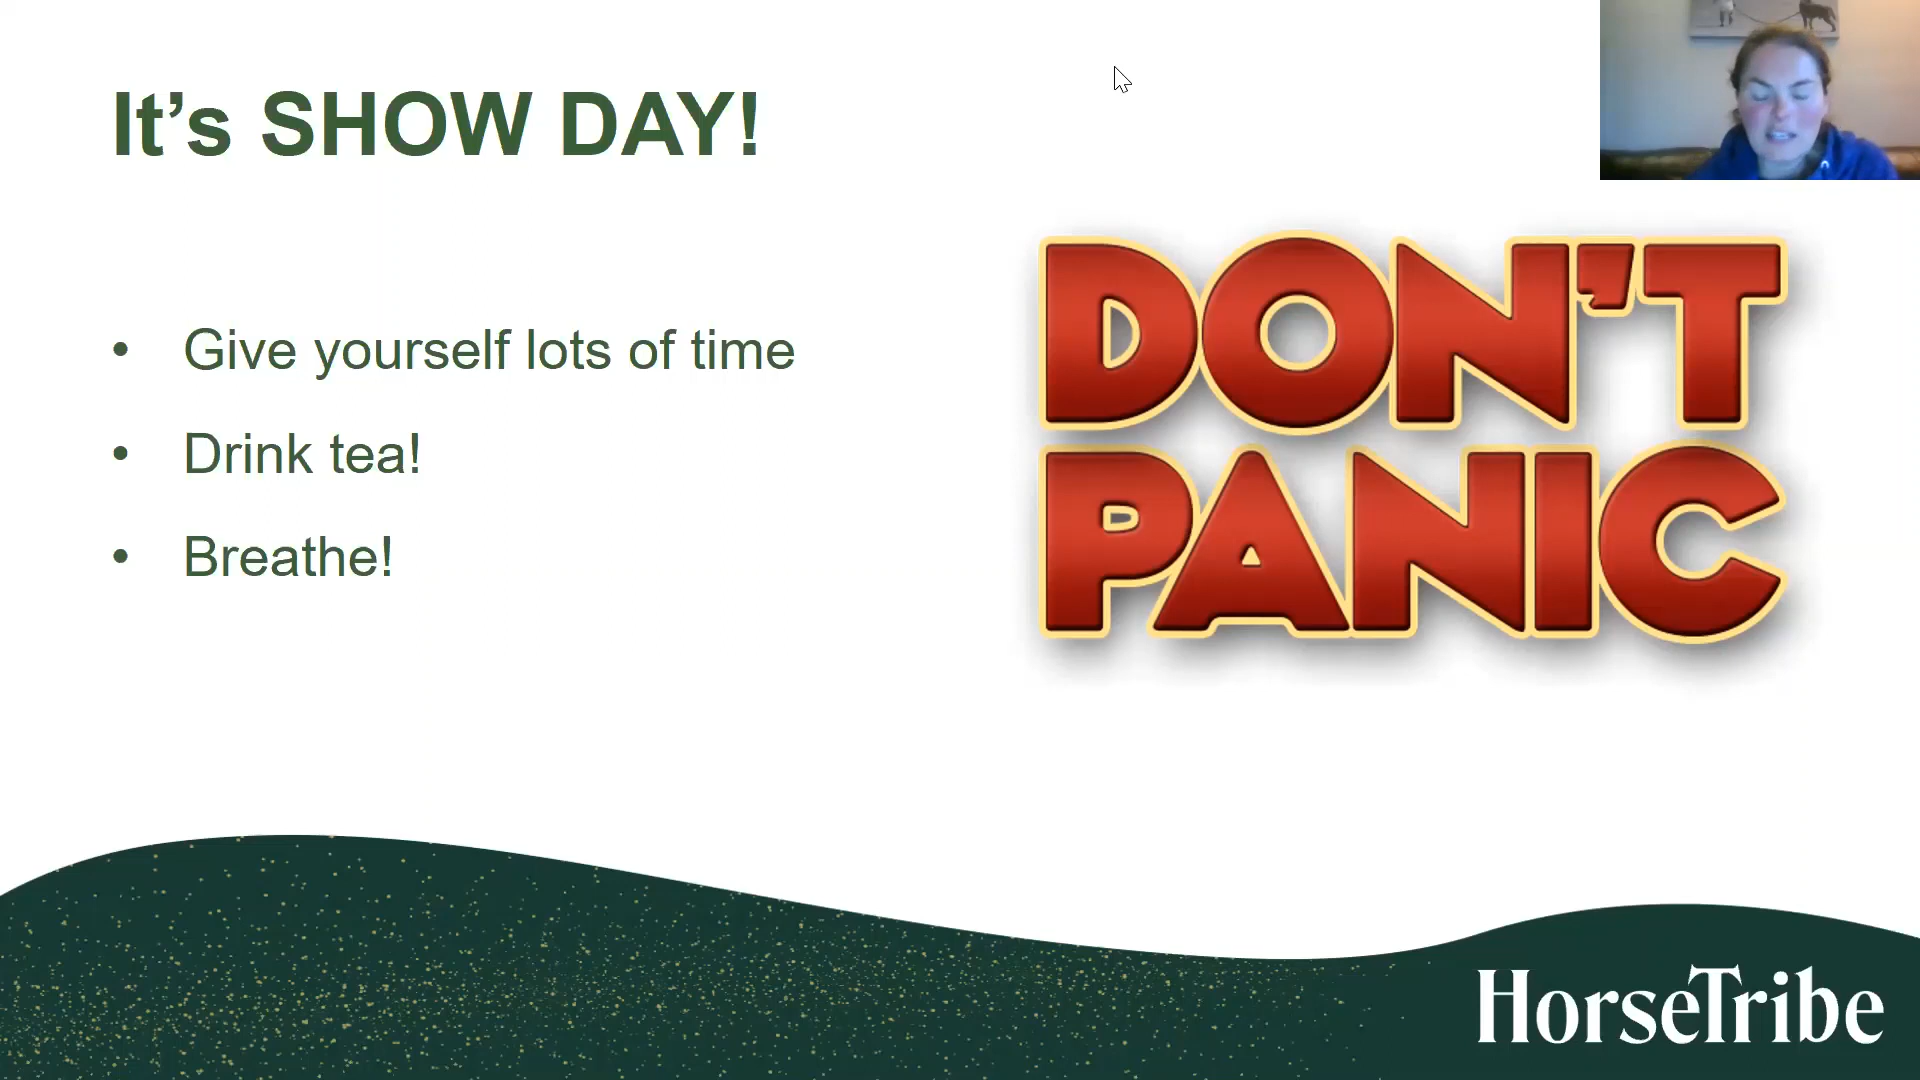 It’s SHOW DAY!
• Give yourself lots of time
• Drink tea!
• Breathe!
DON'T
PANIC
HorseTribe